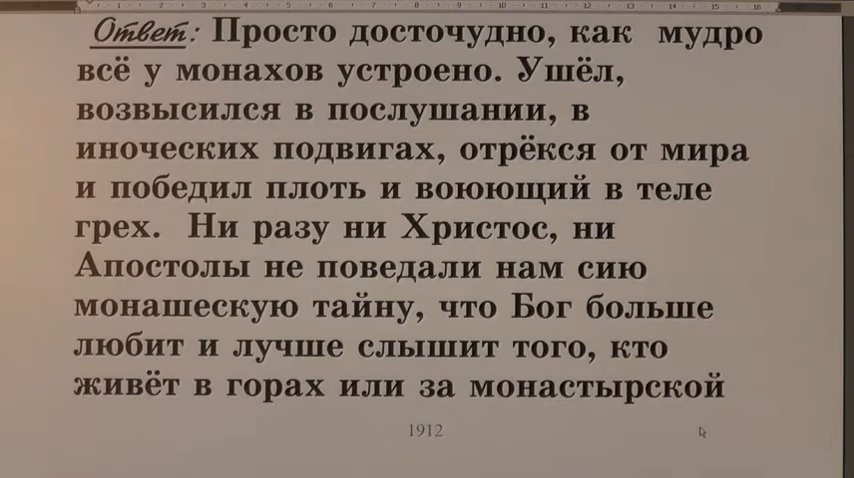 Ответ: Просто досточудно, как мудро
всё у монахов устроено. Ушёл,
возвысился в послушании, в
иноческих подвигах, отрёкся от мира
и победил плоть и воюющий в теле
грех. Ни разу ни Христос, ни
Апостолы не поведали нам сию
монашескую тайну, что Бог больше
любит и лучше слышит того, кто
живёт в горах или за монастырской
1912